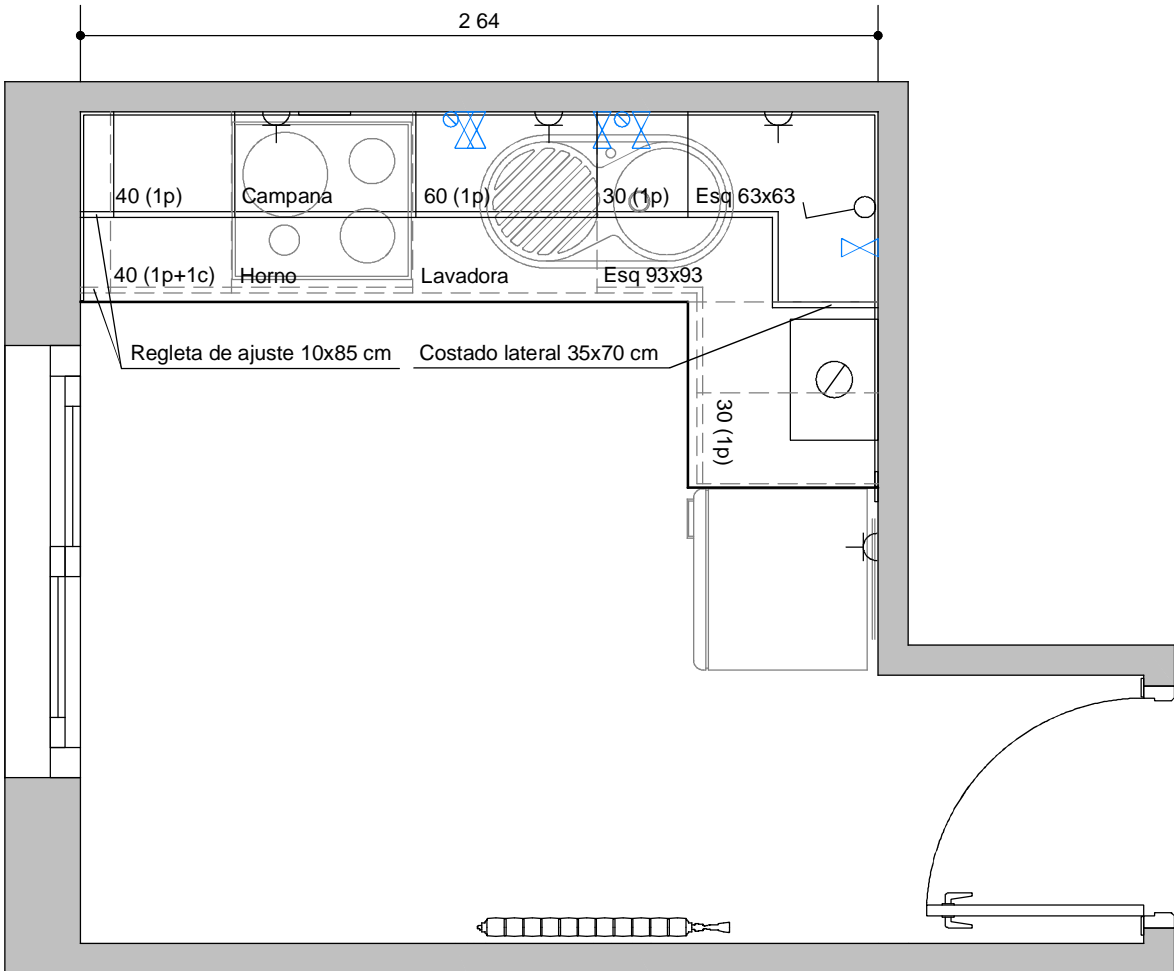 2 64
40 (1p)
Campana
60 (1p)
30 (1p)
Esq 63x63
40 (1p+1c)
Horno
Lavadora
Esq 93x93
Regleta de ajuste 10x85 cm
Costado lateral 35x70 cm
30 (1p)